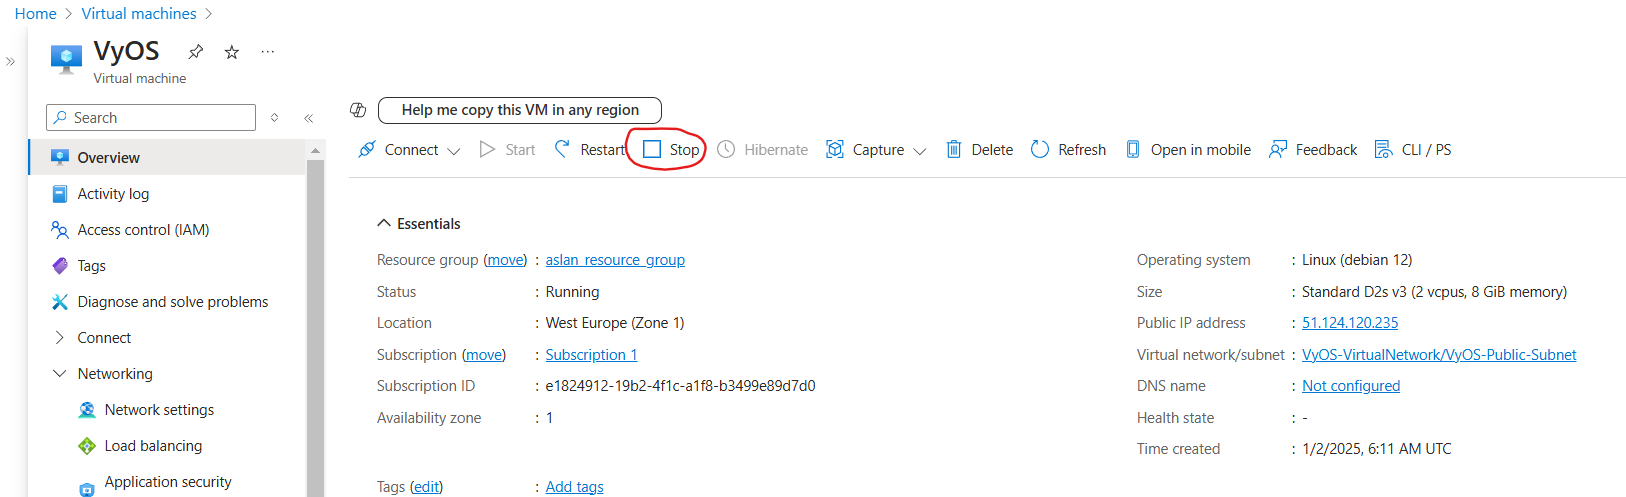 Home > Virtual machines >
VyOS
Virtual machine
Search
Help me copy this VM in any region
Connect Start Restart Stop Hibernate Capture Delete Refresh Open in mobile Feedback CLI / PS
Overview
Activity log
Access control (IAM)
Tags
Diagnose and solve problems
Connect
Networking
Network settings
Load balancing
Application security
Essentials
Resource group (move) : aslan_resource_group
Status : Running
Location : West Europe (Zone 1)
Subscription (move) : Subscription 1
Subscription ID : e1824912-19b2-4f1c-a1f8-b3499e89d7d0
Availability zone : 1
Operating system : Linux (debian 12)
Size : Standard D2s v3 (2 vcpus, 8 GiB memory)
Public IP address : 51.124.120.235
Virtual network/subnet : VyOS-VirtualNetwork/VyOS-Public-Subnet
DNS name : Not configured
Health state : -
Time created : 1/2/2025, 6:11 AM UTC
Tags (edit) : Add tags